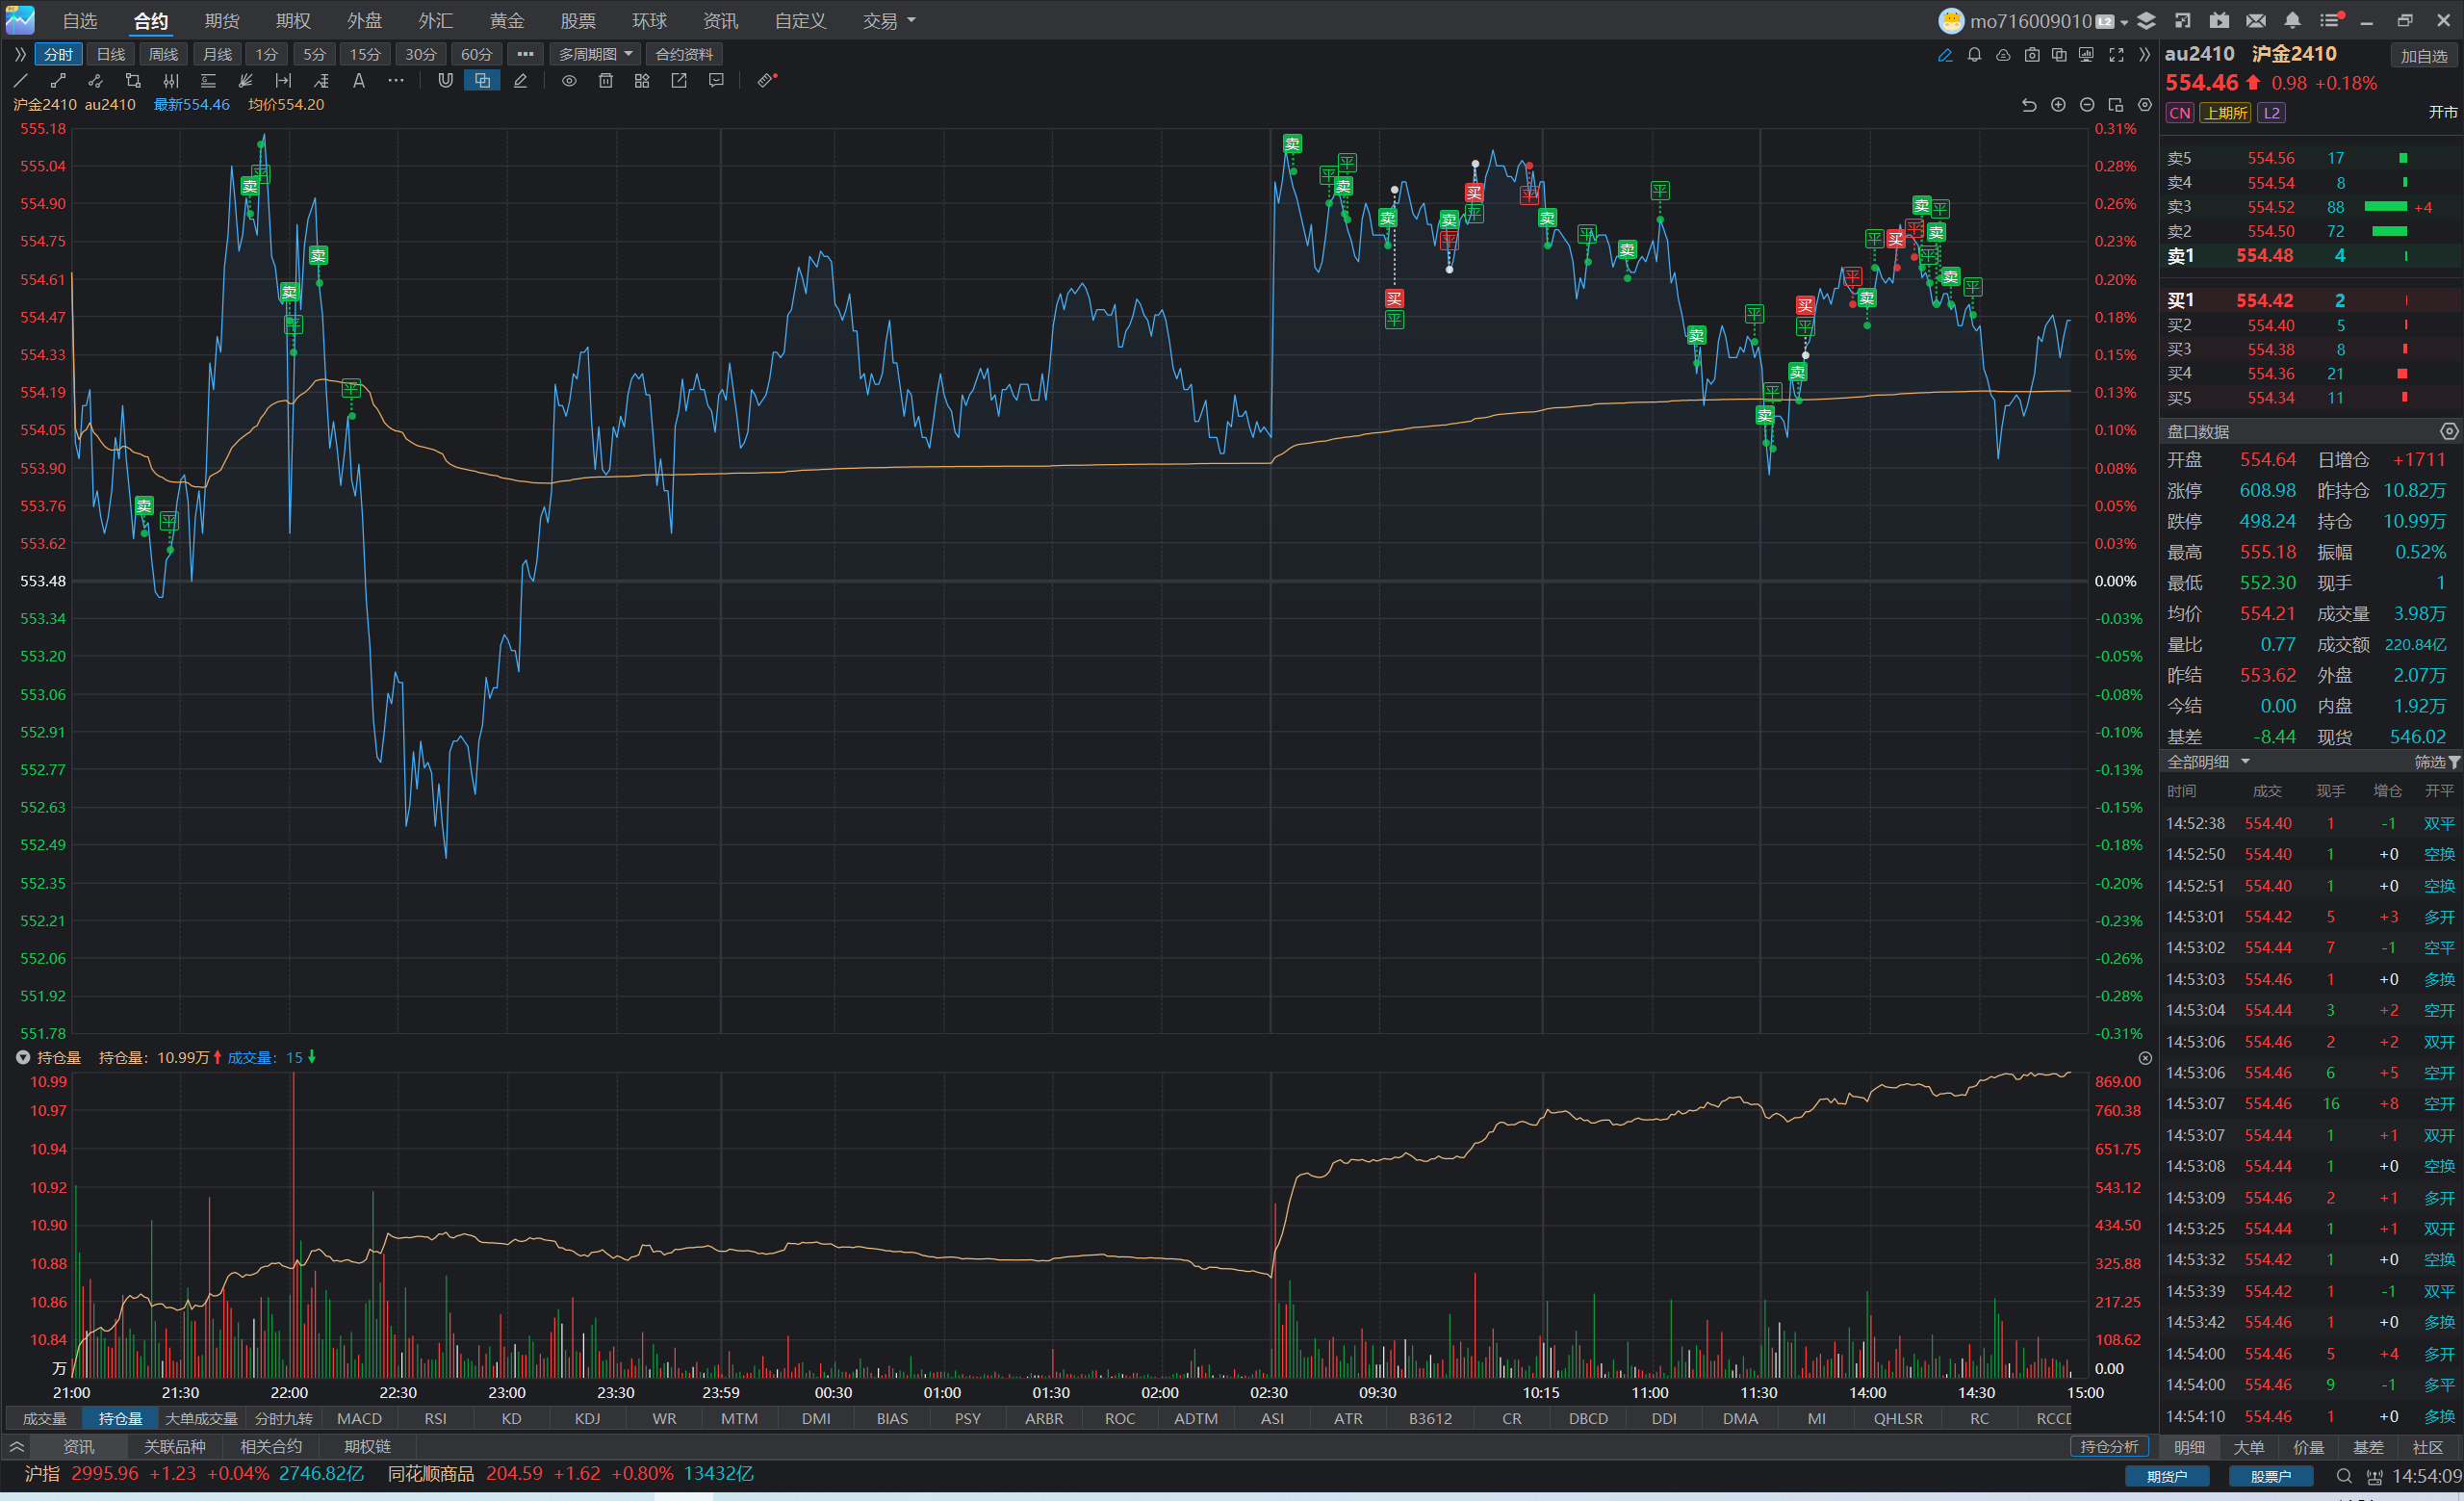 自选 合约 期货 期权 外盘 外汇 黄金 股票 环球 资讯 自定义 交易 mo716009010 L2
分时 日线 周线 月线 1分 5分 15分 30分 60分 ••• 多周期图 合约资料
沪金2410 au2410 最新554.46 均价554.20
555.18 0.31%
555.04 0.28%
554.90 0.26%
554.75 0.23%
554.61 0.20%
554.47 0.18%
554.33 0.15%
554.19 0.13%
554.05 0.10%
553.90 0.08%
553.76 0.05%
553.62 0.03%
553.48 0.00%
553.34 -0.03%
553.20 -0.05%
553.06 -0.08%
552.91 -0.10%
552.77 -0.13%
552.63 -0.15%
552.49 -0.18%
552.35 -0.20%
552.21 -0.23%
552.06 -0.26%
551.92 -0.28%
551.78 -0.31%
持仓量 持仓量：10.99万 成交量：15
10.99 869.00
10.97 760.38
10.94 651.75
10.92 543.12
10.90 434.50
10.88 325.88
10.86 217.25
10.84 108.62
万 0.00
21:00 21:30 22:00 22:30 23:00 23:30 23:59 00:30 01:00 01:30 02:00 02:30 09:30 10:15 11:00 11:30 14:00 14:30 15:00
成交量 持仓量 大单成交量 分时九转 MACD RSI KD KDJ WR MTM DMI BIAS PSY ARBR ROC ADTM ASI ATR B3612 CR DBCD DDI DMA MI QHLSR RC RCCD
资讯 关联品种 相关合约 期权链 持仓分析
沪指 2995.96 +1.23 +0.04% 2746.82亿 同花顺商品 204.59 +1.62 +0.80% 13432亿
au2410 沪金2410 加自选
554.46 0.98 +0.18%
CN 上期所 L2 开市
卖5 554.56 17
卖4 554.54 8
卖3 554.52 88 +4
卖2 554.50 72
卖1 554.48 4
买1 554.42 2
买2 554.40 5
买3 554.38 8
买4 554.36 21
买5 554.34 11
盘口数据
开盘 554.64 日增仓 +1711
涨停 608.98 昨持仓 10.82万
跌停 498.24 持仓 10.99万
最高 555.18 振幅 0.52%
最低 552.30 现手 1
均价 554.21 成交量 3.98万
量比 0.77 成交额 220.84亿
昨结 553.62 外盘 2.07万
今结 0.00 内盘 1.92万
基差 -8.44 现货 546.02
全部明细 筛选
时间 成交 现手 增仓 开平
14:52:38 554.40 1 -1 双平
14:52:50 554.40 1 +0 空换
14:52:51 554.40 1 +0 空换
14:53:01 554.42 5 +3 多开
14:53:02 554.44 7 -1 空平
14:53:03 554.46 1 +0 多换
14:53:04 554.44 3 +2 空开
14:53:06 554.46 2 +2 双开
14:53:06 554.46 6 +5 空开
14:53:07 554.46 16 +8 空开
14:53:07 554.44 1 +1 双开
14:53:08 554.44 1 +0 空换
14:53:09 554.46 2 +1 多开
14:53:25 554.44 1 +1 双开
14:53:32 554.42 1 +0 空换
14:53:39 554.42 1 -1 双平
14:53:42 554.46 1 +0 多换
14:54:00 554.46 5 +4 多开
14:54:00 554.46 9 -1 多平
14:54:10 554.46 1 +0 多换
明细 大单 价量 基差 社区
期货户 股票户 14:54:09